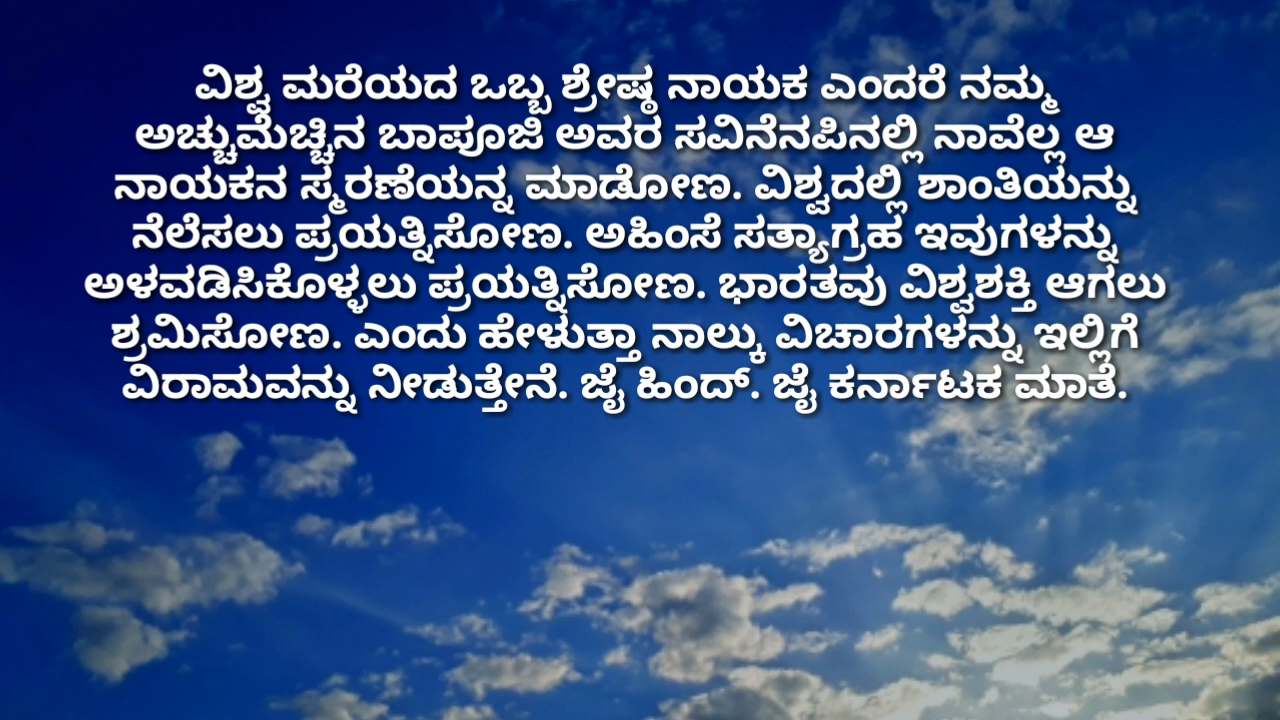 ವಿಶ್ವ ಮರೆಯದ ಒಬ್ಬ ಶ್ರೇಷ್ಠ ನಾಯಕ ಎಂದರೆ ನಮ್ಮ
ಅಚ್ಚುಮೆಚ್ಚಿನ ಬಾಪೂಜಿ ಅವರ ಸವಿನೆನಪಿನಲ್ಲಿ ನಾವೆಲ್ಲ ಆ
ನಾಯಕನ ಸ್ಮರಣೆಯನ್ನ ಮಾಡೋಣ. ವಿಶ್ವದಲ್ಲಿ ಶಾಂತಿಯನ್ನು
ನೆಲೆಸಲು ಪ್ರಯತ್ನಿಸೋಣ. ಅಹಿಂಸೆ ಸತ್ಯಾಗ್ರಹ ಇವುಗಳನ್ನು
ಅಳವಡಿಸಿಕೊಳ್ಳಲು ಪ್ರಯತ್ನಿಸೋಣ. ಭಾರತವು ವಿಶ್ವಶಕ್ತಿ ಆಗಲು
ಶ್ರಮಿಸೋಣ. ಎಂದು ಹೇಳುತ್ತಾ ನಾಲ್ಕು ವಿಚಾರಗಳನ್ನು ಇಲ್ಲಿಗೆ
ವಿರಾಮವನ್ನು ನೀಡುತ್ತೇನೆ. ಜೈ ಹಿಂದ್. ಜೈ ಕರ್ನಾಟಕ ಮಾತೆ.